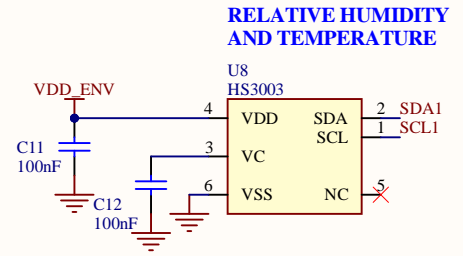 RELATIVE HUMIDITY
AND TEMPERATURE
U8
HS3003
VDD_ENV
4 VDD SDA 2 SDA1
SCL 1 SCL1
C11
100nF
3 VC
6 VSS NC 5
C12
100nF